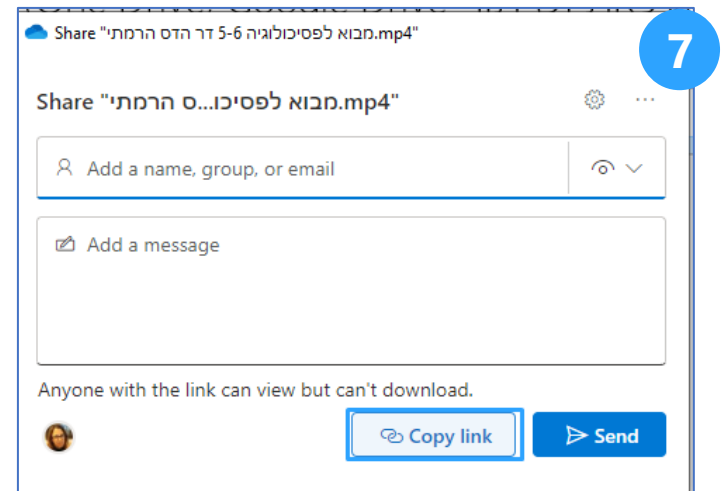 7
Share "מבוא לפסיכולוגיה 5-6 דר הדס הרמתי.mp4"
Share "מבוא לפסיכו...ס הרמתי.mp4"
Add a name, group, or email
Add a message
Anyone with the link can view but can't download.
Copy link
Send